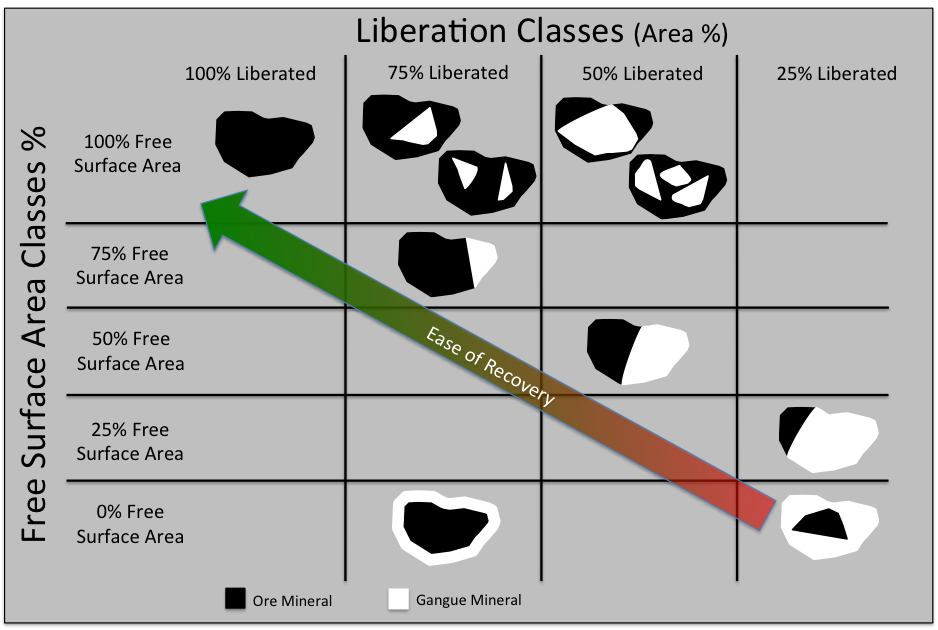 Liberation Classes (Area %)
100% Liberated
75% Liberated
50% Liberated
25% Liberated
Free Surface Area Classes %
100% Free
Surface Area
75% Free
Surface Area
50% Free
Surface Area
25% Free
Surface Area
0% Free
Surface Area
Ease of Recovery
Ore Mineral
Gangue Mineral